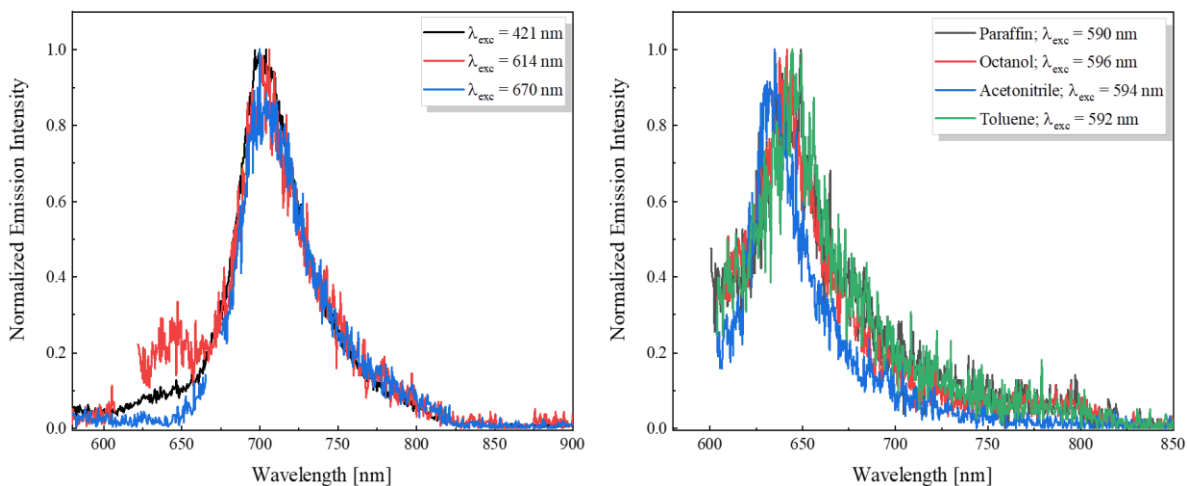 λexc = 421 nm
λexc = 614 nm
λexc = 670 nm
1.0
0.8
0.6
0.4
0.2
0.0
Normalized Emission Intensity
600 650 700 750 800 850 900
Wavelength [nm]
Paraffin; λexc = 590 nm
Octanol; λexc = 596 nm
Acetonitrile; λexc = 594 nm
Toluene; λexc = 592 nm
1.0
0.8
0.6
0.4
0.2
0.0
Normalized Emission Intensity
600 650 700 750 800 850
Wavelength [nm]